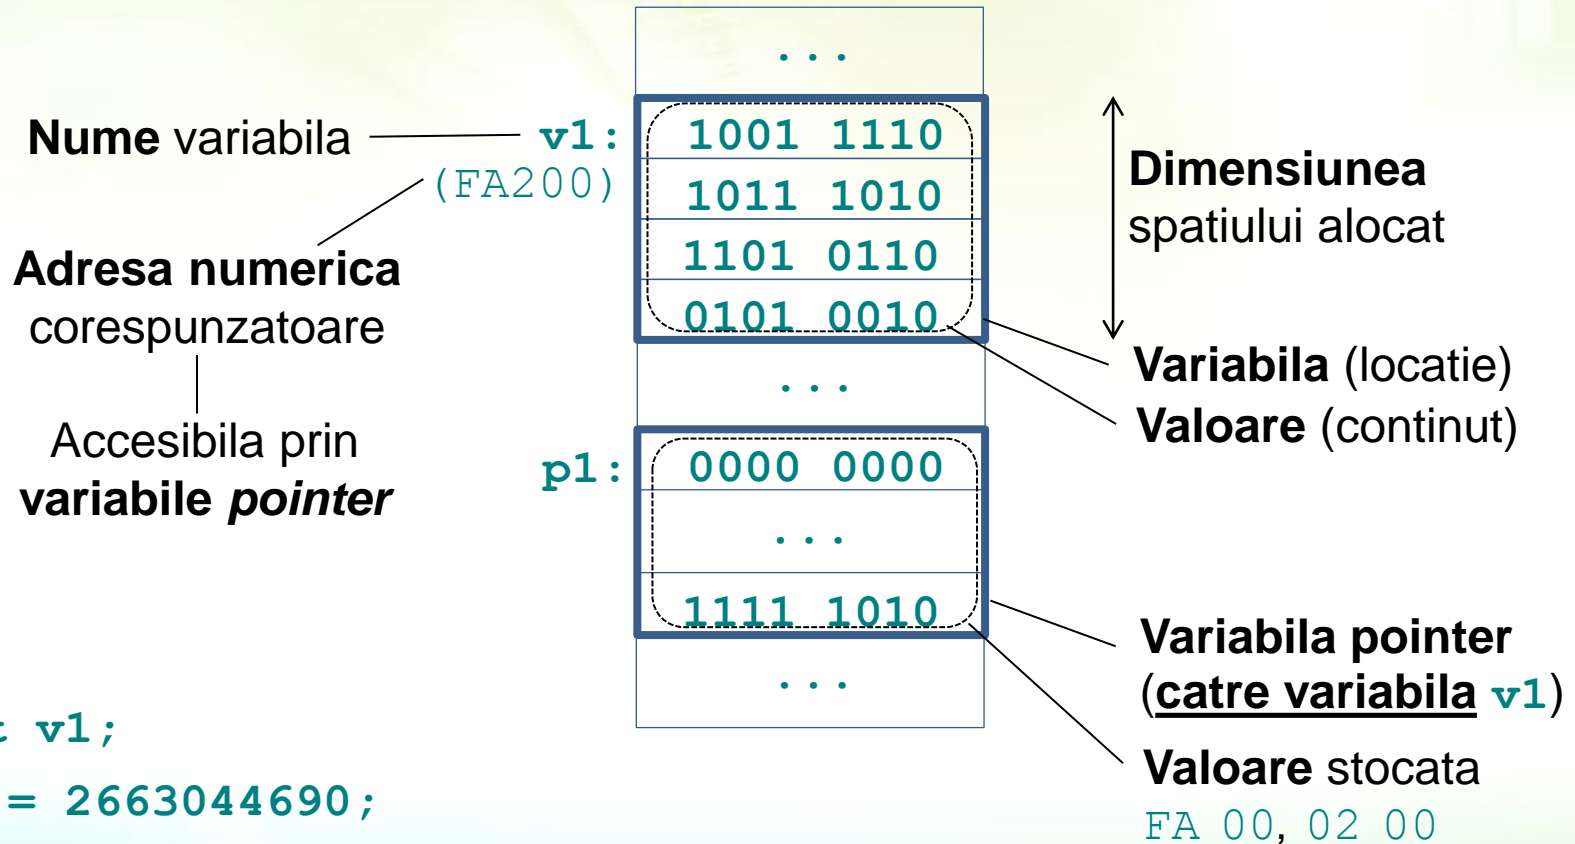 ...
Nume variabila
v1:
1001 1110
(FA200)
1011 1010
1101 0110
0101 0010
Dimensiunea
spatiului alocat
Adresa numerica
corespunzatoare
Variabila (locatie)
Valoare (continut)
...
Accesibila prin
variabile pointer
p1:
0000 0000
...
1111 1010
Variabila pointer
(catre variabila v1)
...
Valoare stocata
FA 00, 02 00
t v1;
= 2663044690;